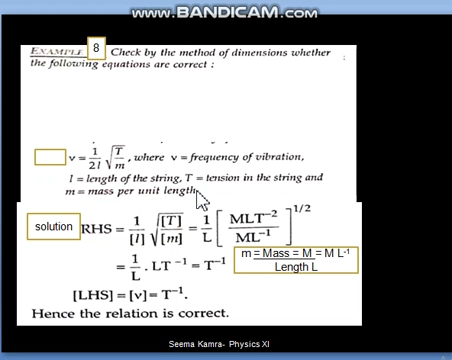 www.BANDICAM.com
EXAMPLE 8 Check by the method of dimensions whether
the following equations are correct :
ν = 1/2l √T/m , where ν = frequency of vibration,
l = length of the string, T = tension in the string and
m = mass per unit length.
solution RHS = 1/[l] √[T]/[m] = 1/L [ MLT⁻² / ML⁻¹ ]^1/2
= 1/L . LT⁻¹ = T⁻¹
m = Mass = M = M L⁻¹
Length L
[LHS] = [ν] = T⁻¹.
Hence the relation is correct.
Seema Kamra- Physics XI